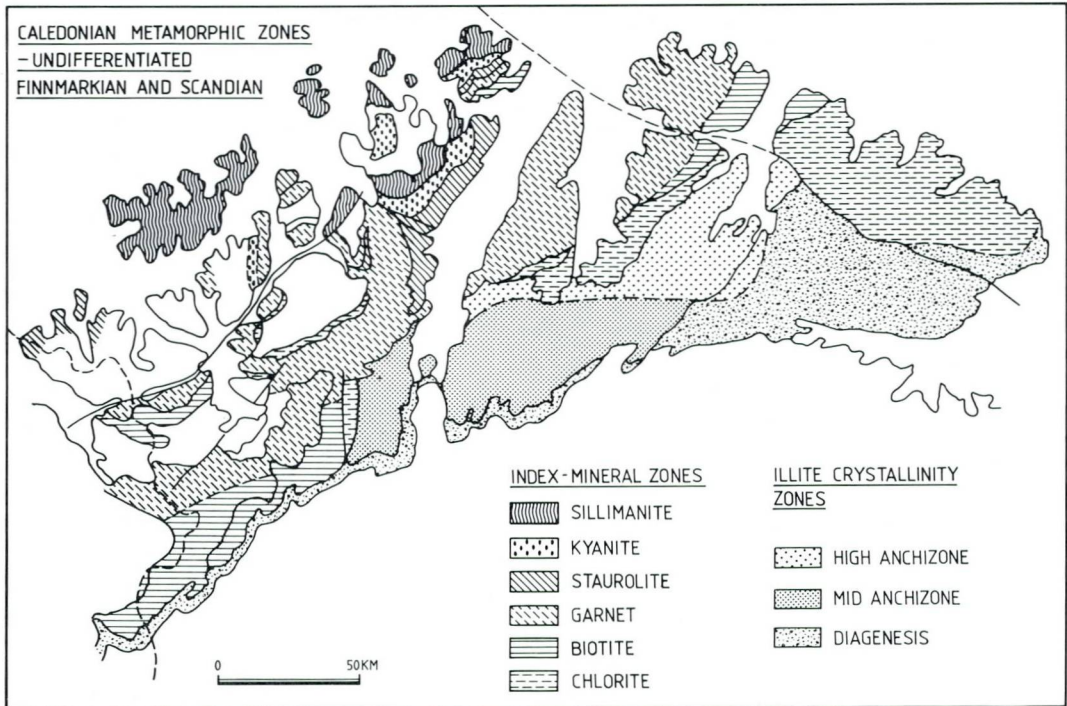 CALEDONIAN METAMORPHIC ZONES
– UNDIFFERENTIATED
FINNMARKIAN AND SCANDIAN
INDEX-MINERAL ZONES
SILLIMANITE
KYANITE
STAUROLITE
GARNET
BIOTITE
CHLORITE
ILLITE CRYSTALLINITY
ZONES
HIGH ANCHIZONE
MID ANCHIZONE
DIAGENESIS
0 50KM